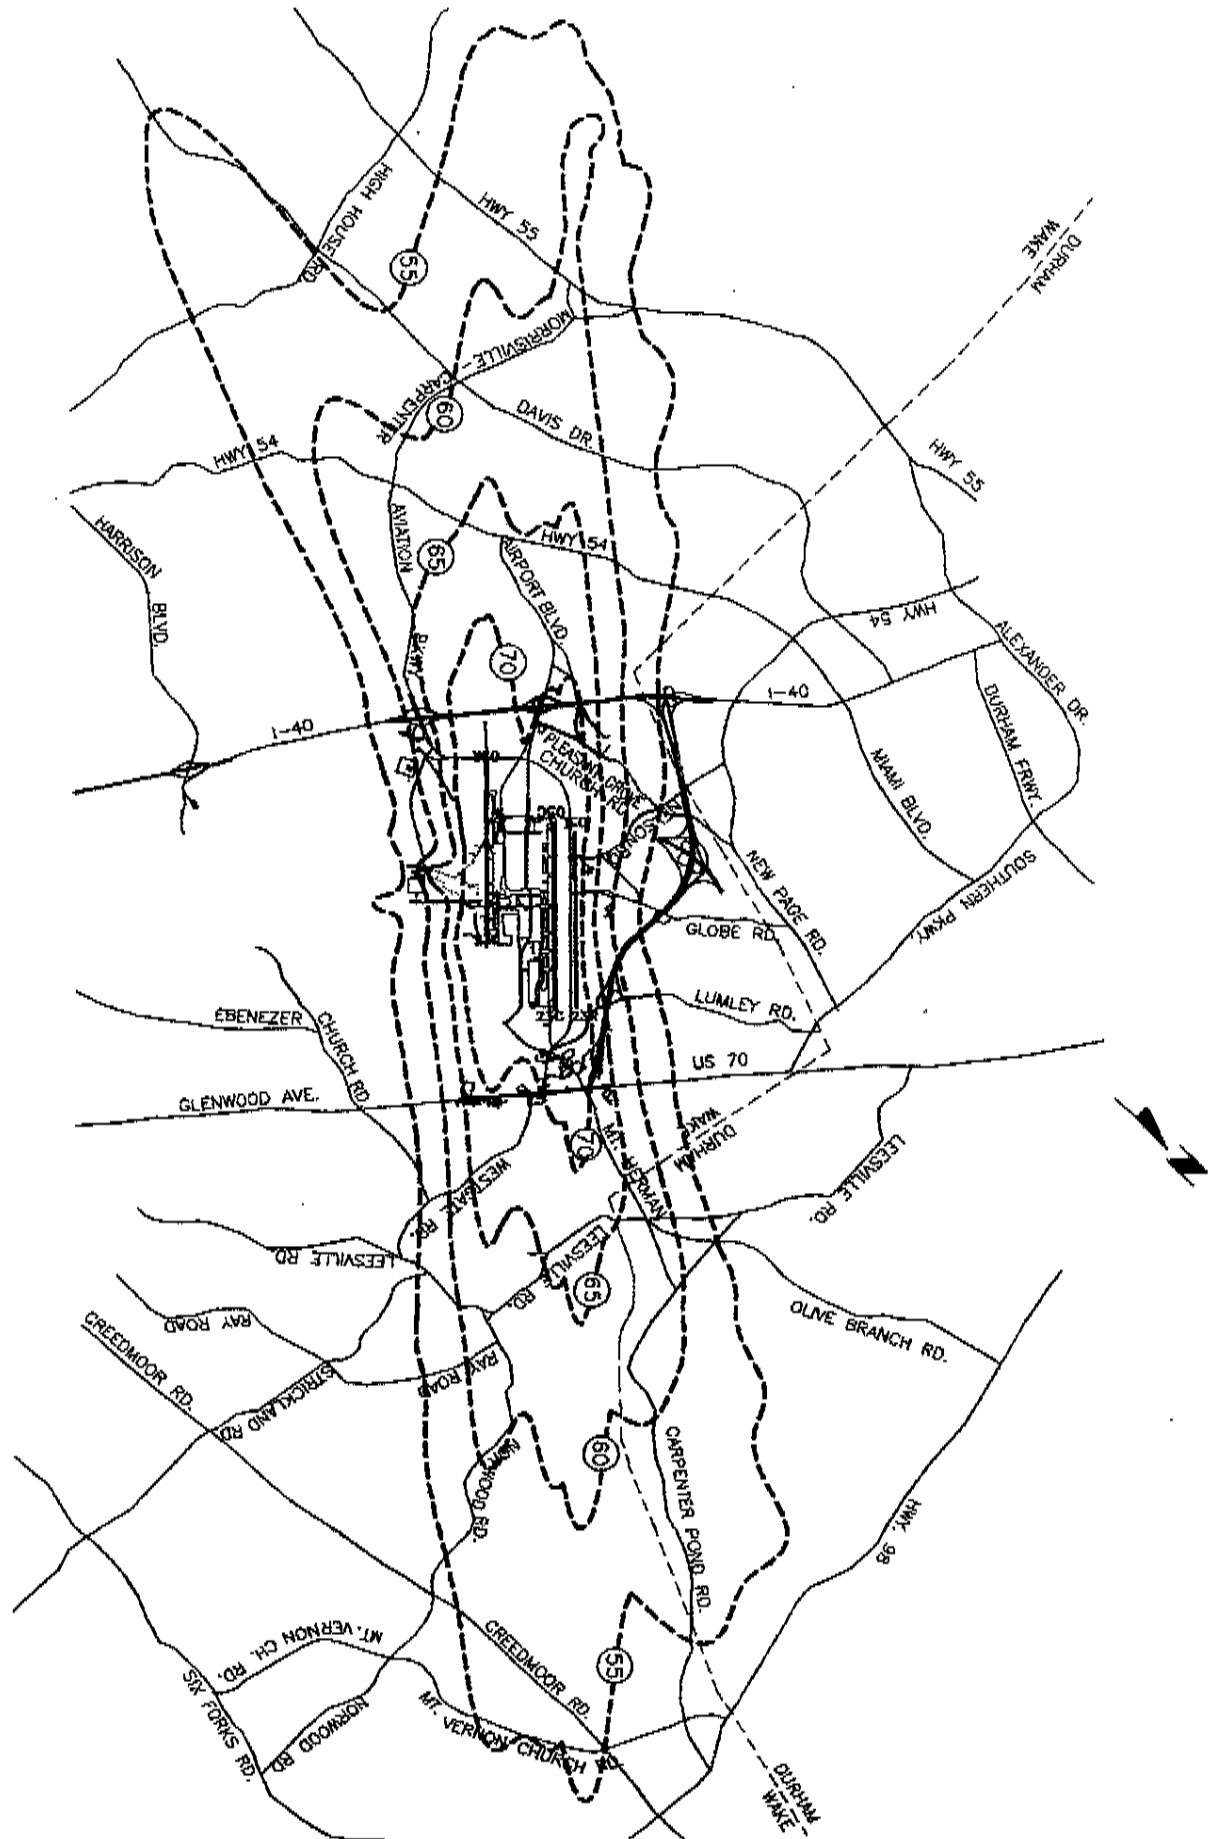 HIGH HOUSE RD.
HWY 55
55
WAKE
DURHAM
MORRISVILLE-
CARPENTER
60
DAVIS DR.
HWY 54
HWY 55
HARRISON
BLVD.
AVIATION
PKWY
65
AIRPORT BLVD.
HWY 54
HWY 54
ALEXANDER DR.
70
I-40
I-40
DURHAM FRWY.
PLEASANT GROVE
CHURCH RD.
MIAMI BLVD.
SOUTHERN PKWY.
NEW PAGE RD.
GLOBE RD.
LUMLEY RD.
EBENEZER
CHURCH RD.
US 70
GLENWOOD AVE.
WAKE
DURHAM
70
MT. HERMAN
WESTGATE RD.
LEESVILLE RD.
LEESVILLE RD
LEESVILLE RD.
65
N
OLIVE BRANCH RD.
RAY ROAD
CREEDMOOR RD.
RAY ROAD
STRICKLAND RD
60
NORWOOD RD.
CARPENTER POND RD.
HWY. 98
55
CREEDMOOR RD.
MT. VERNON CH. RD.
SIX FORKS RD.
NORWOOD RD
MT. VERNON CHURCH RD
DURHAM
WAKE